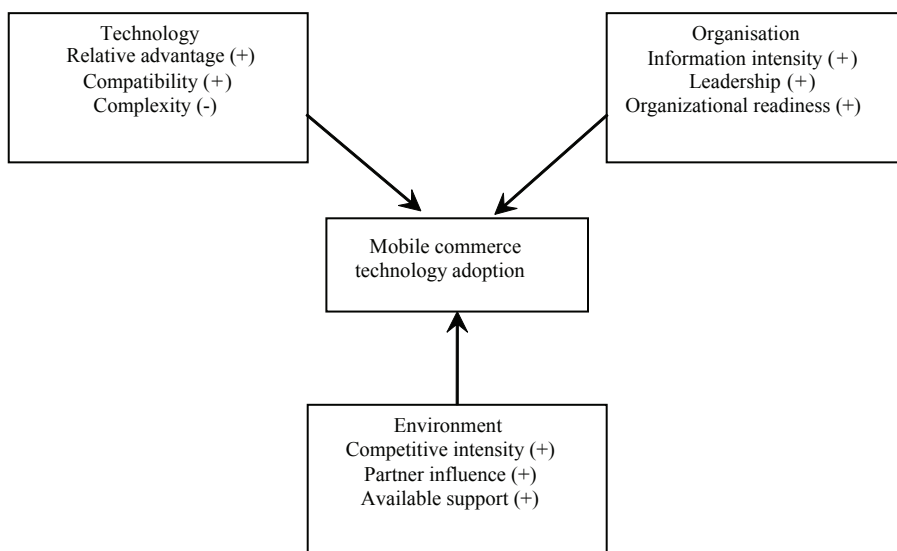 Technology
Relative advantage (+)
Compatibility (+)
Complexity (-)
Organisation
Information intensity (+)
Leadership (+)
Organizational readiness (+)
Mobile commerce
technology adoption
Environment
Competitive intensity (+)
Partner influence (+)
Available support (+)